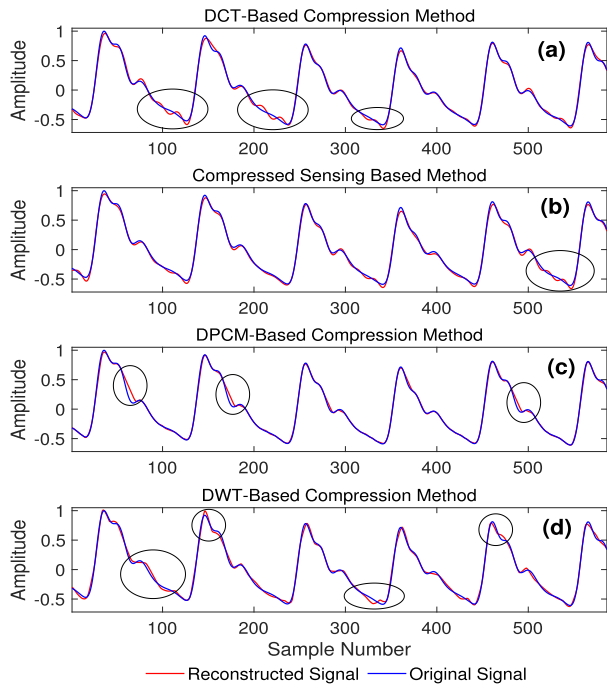 DCT-Based Compression Method
(a)
Amplitude
1
0.5
0
-0.5
100
200
300
400
500
Compressed Sensing Based Method
(b)
Amplitude
1
0.5
0
-0.5
100
200
300
400
500
DPCM-Based Compression Method
(c)
Amplitude
1
0.5
0
-0.5
100
200
300
400
500
DWT-Based Compression Method
(d)
Amplitude
1
0.5
0
-0.5
100
200
300
400
500
Sample Number
Reconstructed Signal
Original Signal